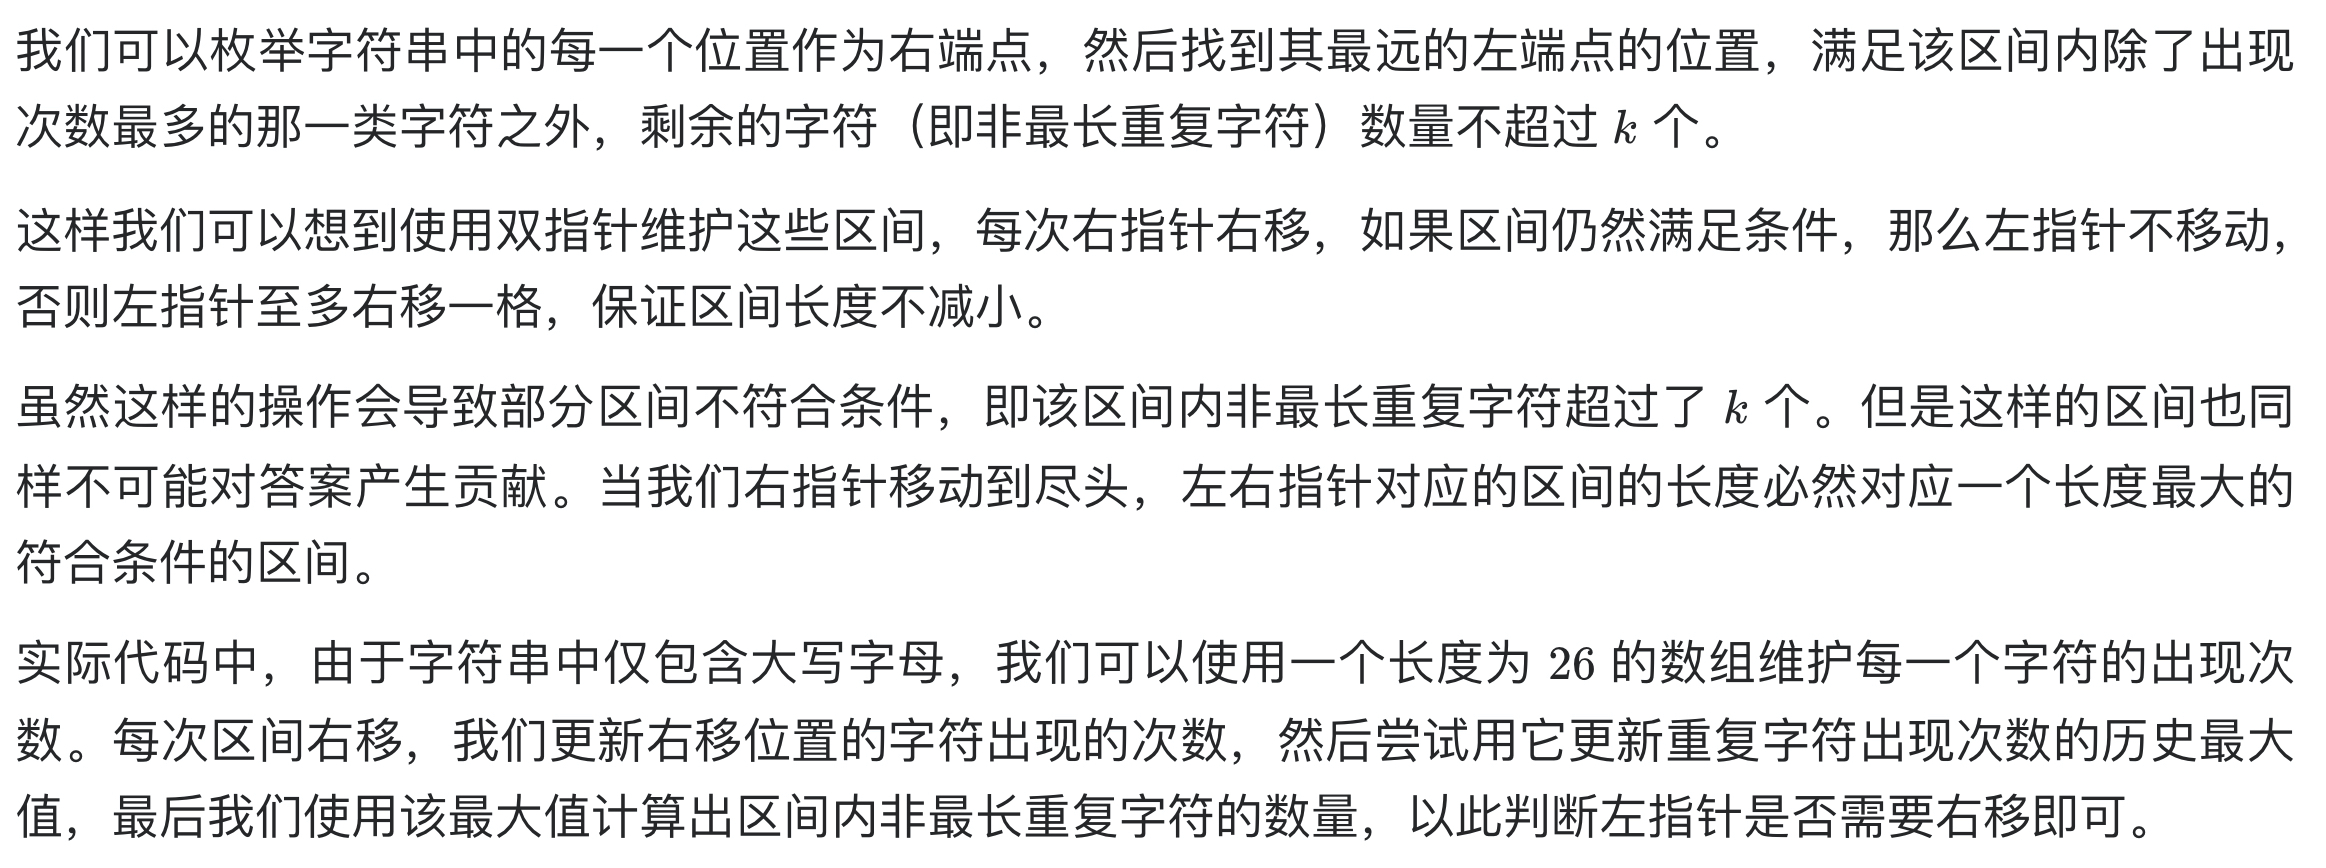 我们可以枚举字符串中的每一个位置作为右端点，然后找到其最远的左端点的位置，满足该区间内除了出现
次数最多的那一类字符之外，剩余的字符（即非最长重复字符）数量不超过 k 个。
这样我们可以想到使用双指针维护这些区间，每次右指针右移，如果区间仍然满足条件，那么左指针不移动，
否则左指针至多右移一格，保证区间长度不减小。
虽然这样的操作会导致部分区间不符合条件，即该区间内非最长重复字符超过了 k 个。但是这样的区间也同
样不可能对答案产生贡献。当我们右指针移动到尽头，左右指针对应的区间的长度必然对应一个长度最大的
符合条件的区间。
实际代码中，由于字符串中仅包含大写字母，我们可以使用一个长度为 26 的数组维护每一个字符的出现次
数。每次区间右移，我们更新右移位置的字符出现的次数，然后尝试用它更新重复字符出现次数的历史最大
值，最后我们使用该最大值计算出区间内非最长重复字符的数量，以此判断左指针是否需要右移即可。